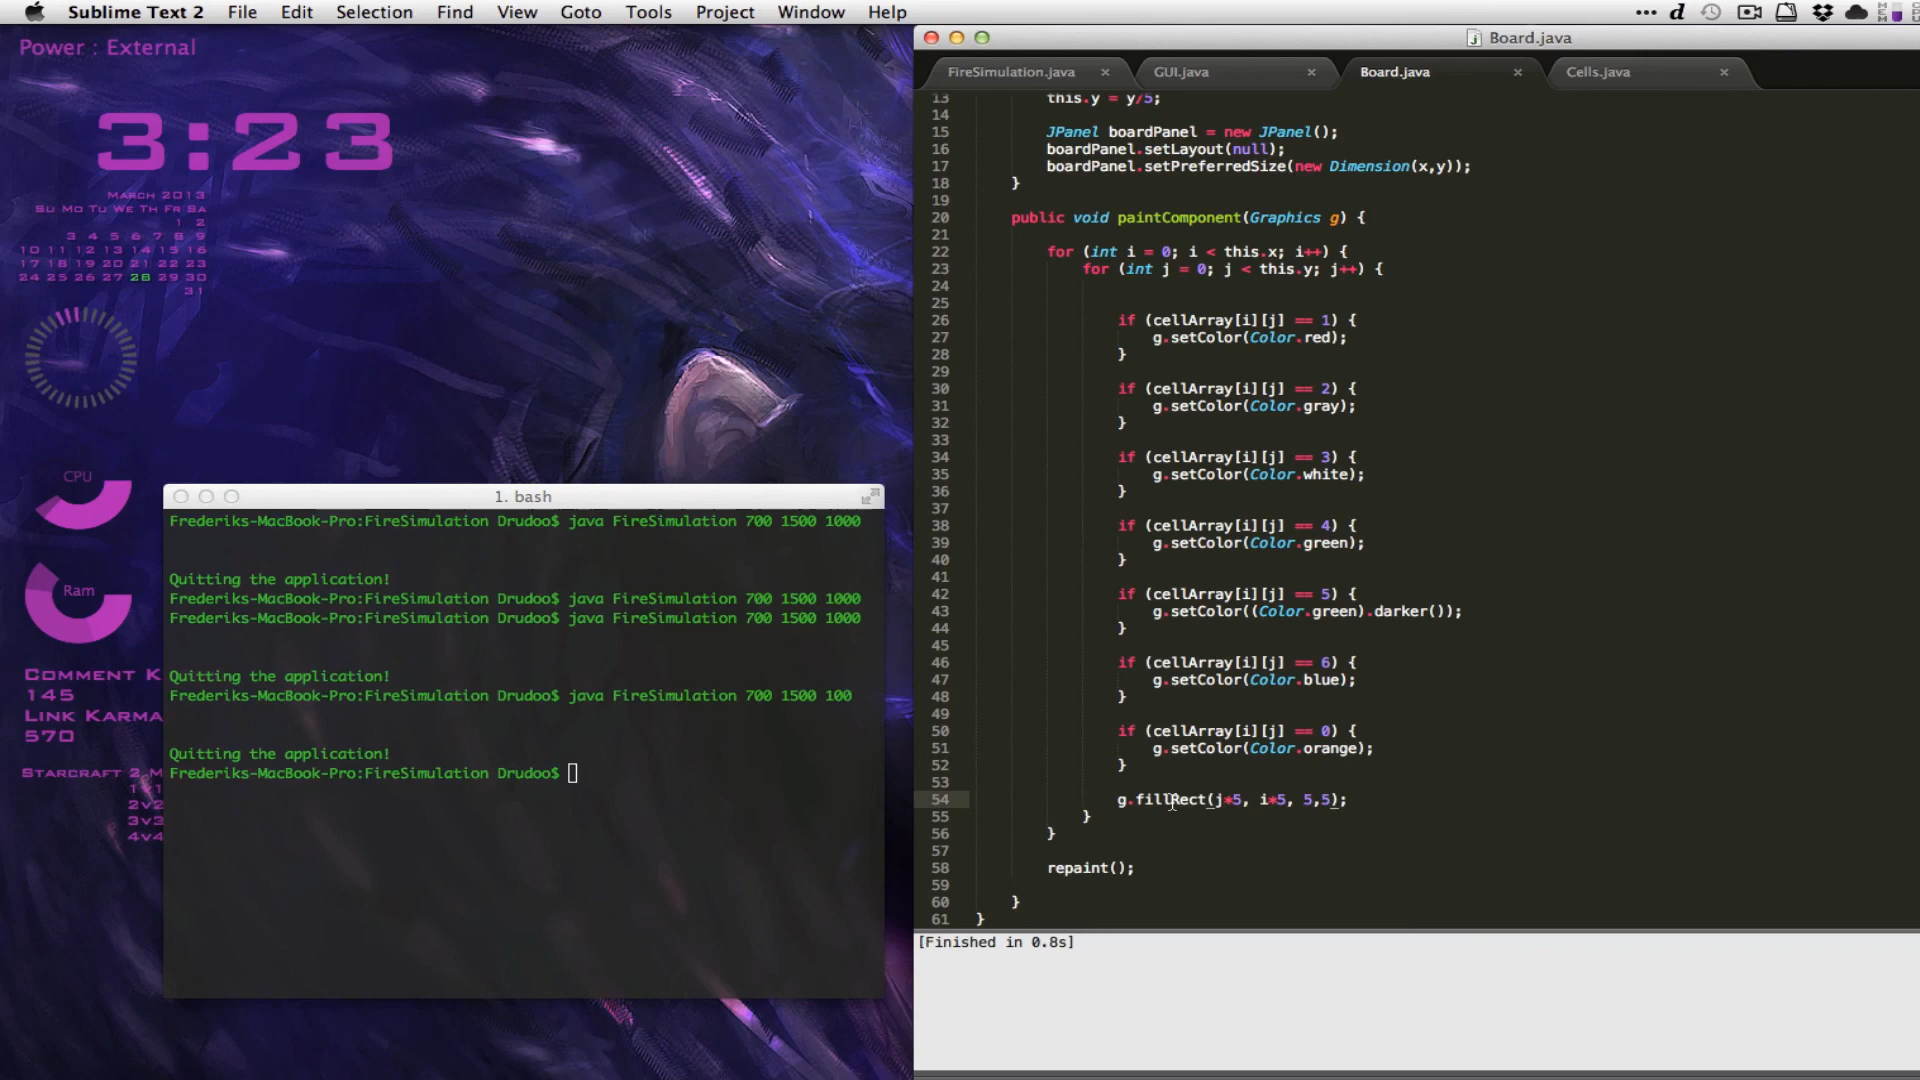 Sublime Text 2 File Edit Selection Find View Goto Tools Project Window Help
Power : External
3:23
March 2013
Su Mo Tu We Th Fr Sa
1 2
3 4 5 6 7 8 9
10 11 12 13 14 15 16
17 18 19 20 21 22 23
24 25 26 27 28 29 30
31
CPU
Ram
Comment K
145
Link Karma
570
Starcraft 2 M
1v1
2v2
3v3
4v4
1. bash
Frederiks-MacBook-Pro:FireSimulation Drudoo$ java FireSimulation 700 1500 1000
Quitting the application!
Frederiks-MacBook-Pro:FireSimulation Drudoo$ java FireSimulation 700 1500 1000
Frederiks-MacBook-Pro:FireSimulation Drudoo$ java FireSimulation 700 1500 1000
Quitting the application!
Frederiks-MacBook-Pro:FireSimulation Drudoo$ java FireSimulation 700 1500 100
Quitting the application!
Frederiks-MacBook-Pro:FireSimulation Drudoo$
Board.java
FireSimulation.java GUI.java Board.java Cells.java
13 this.y = y/5;
14
15 JPanel boardPanel = new JPanel();
16 boardPanel.setLayout(null);
17 boardPanel.setPreferredSize(new Dimension(x,y));
18 }
19
20 public void paintComponent(Graphics g) {
21
22 for (int i = 0; i < this.x; i++) {
23 for (int j = 0; j < this.y; j++) {
24
25
26 if (cellArray[i][j] == 1) {
27 g.setColor(Color.red);
28 }
29
30 if (cellArray[i][j] == 2) {
31 g.setColor(Color.gray);
32 }
33
34 if (cellArray[i][j] == 3) {
35 g.setColor(Color.white);
36 }
37
38 if (cellArray[i][j] == 4) {
39 g.setColor(Color.green);
40 }
41
42 if (cellArray[i][j] == 5) {
43 g.setColor((Color.green).darker());
44 }
45
46 if (cellArray[i][j] == 6) {
47 g.setColor(Color.blue);
48 }
49
50 if (cellArray[i][j] == 0) {
51 g.setColor(Color.orange);
52 }
53
54 g.fillRect(j*5, i*5, 5,5);
55 }
56 }
57
58 repaint();
59
60 }
61 }
[Finished in 0.8s]